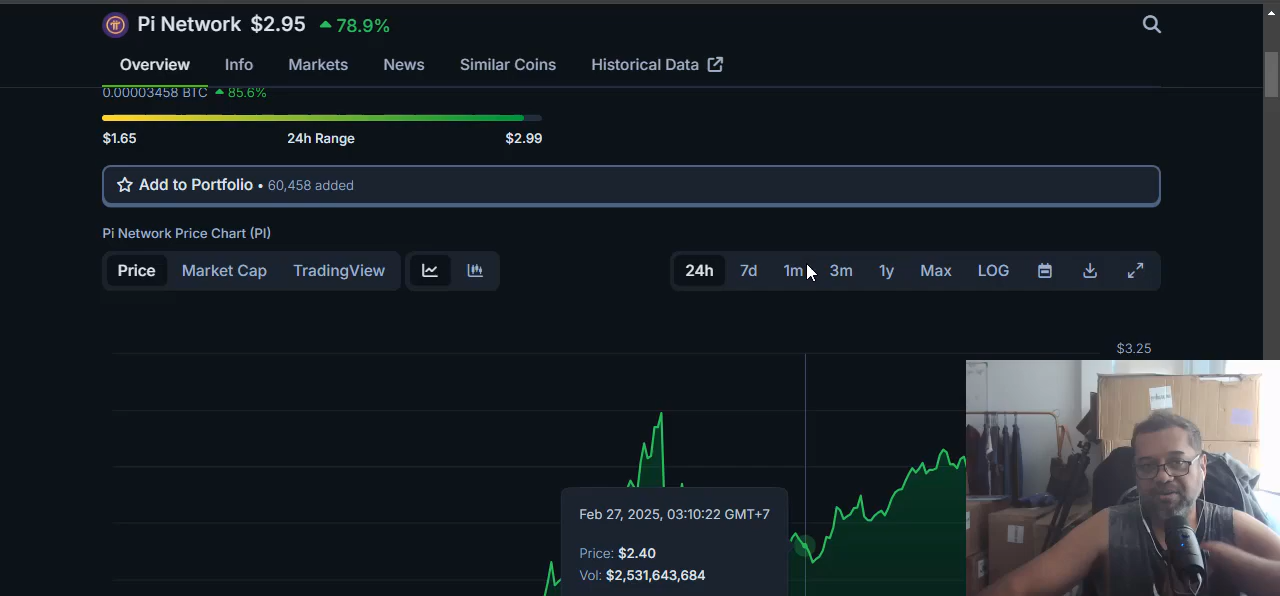 Pi Network $2.95 78.9%
Overview Info Markets News Similar Coins Historical Data
0.00003458 BTC 85.6%
$1.65 24h Range $2.99
Add to Portfolio • 60,458 added
Pi Network Price Chart (PI)
Price Market Cap TradingView 24h 7d 1m 3m 1y Max LOG
$3.25
Feb 27, 2025, 03:10:22 GMT+7
Price: $2.40
Vol: $2,531,643,684